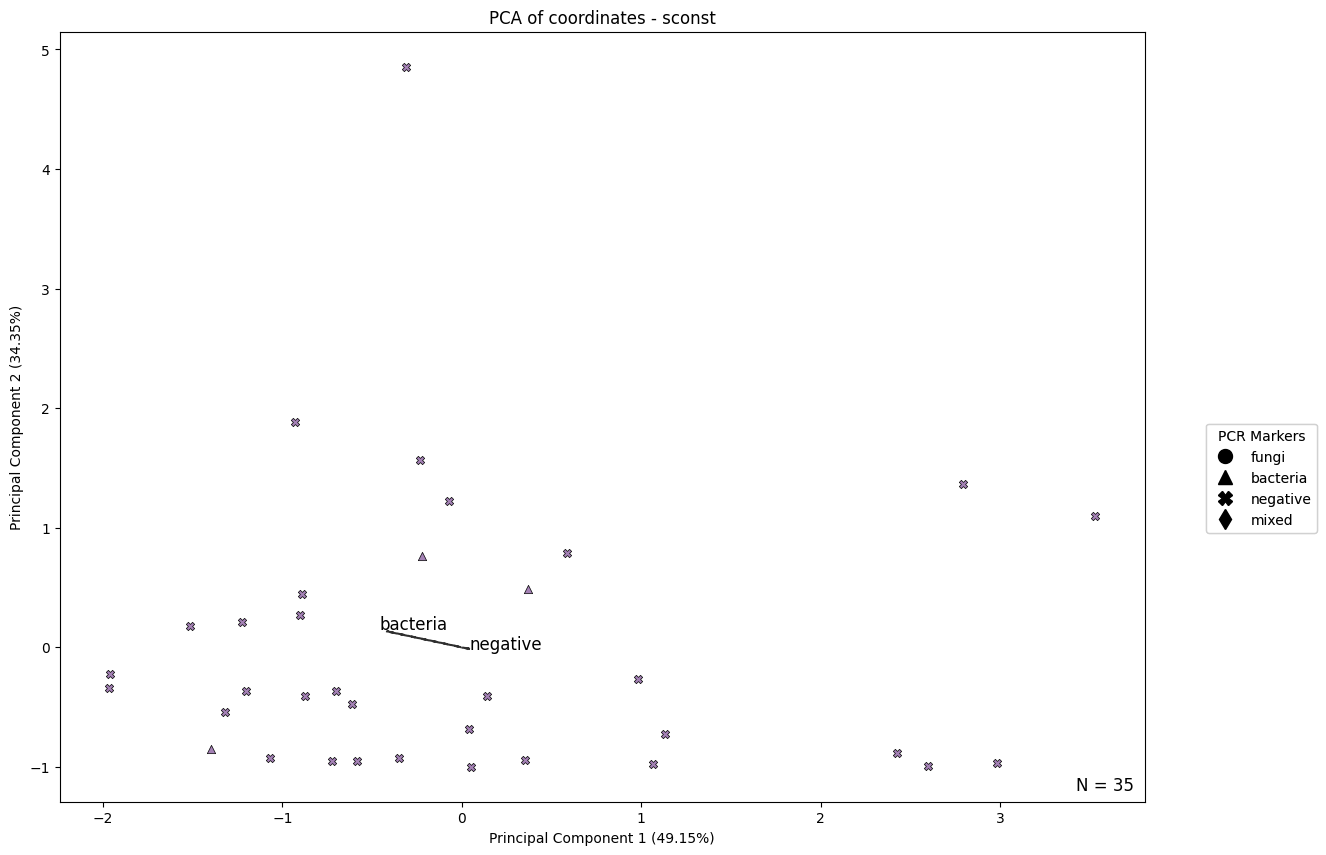 PCA of coordinates - sconst
Principal Component 2 (34.35%)
5
4
3
2
1
0
−1
bacteria
negative
N = 35
−2
−1
0
1
2
3
Principal Component 1 (49.15%)
PCR Markers
fungi
bacteria
negative
mixed